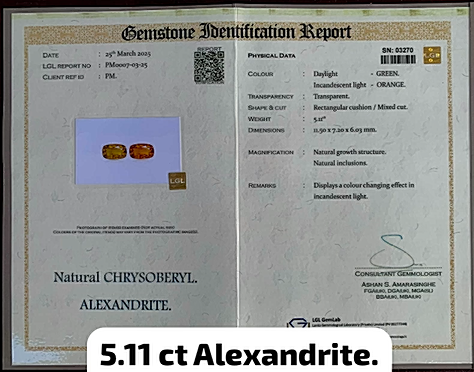 Gemstone Identification Report
DATE : 25th March 2025
LGL REPORT NO : PM0007-03-25
CLIENT REF ID : PM.
REPORT
LGL
Natural CHRYSOBERYL.
ALEXANDRITE.
PHYSICAL DATA
SN: 03270
COLOUR : Daylight - GREEN.
Incandescent light - ORANGE.
TRANSPARENCY : Transparent.
SHAPE & CUT : Rectangular cushion / Mixed cut.
WEIGHT : 5.11ct
DIMENSIONS : 11.50 x 7.20 x 6.03 mm.
MAGNIFICATION : Natural growth structure.
Natural inclusions.
REMARKS : Displays a colour changing effect in
incandescent light.
CONSULTANT GEMMOLOGIST
ASHAN S. AMARASINGHE
LGL GemLab
5.11 ct Alexandrite.